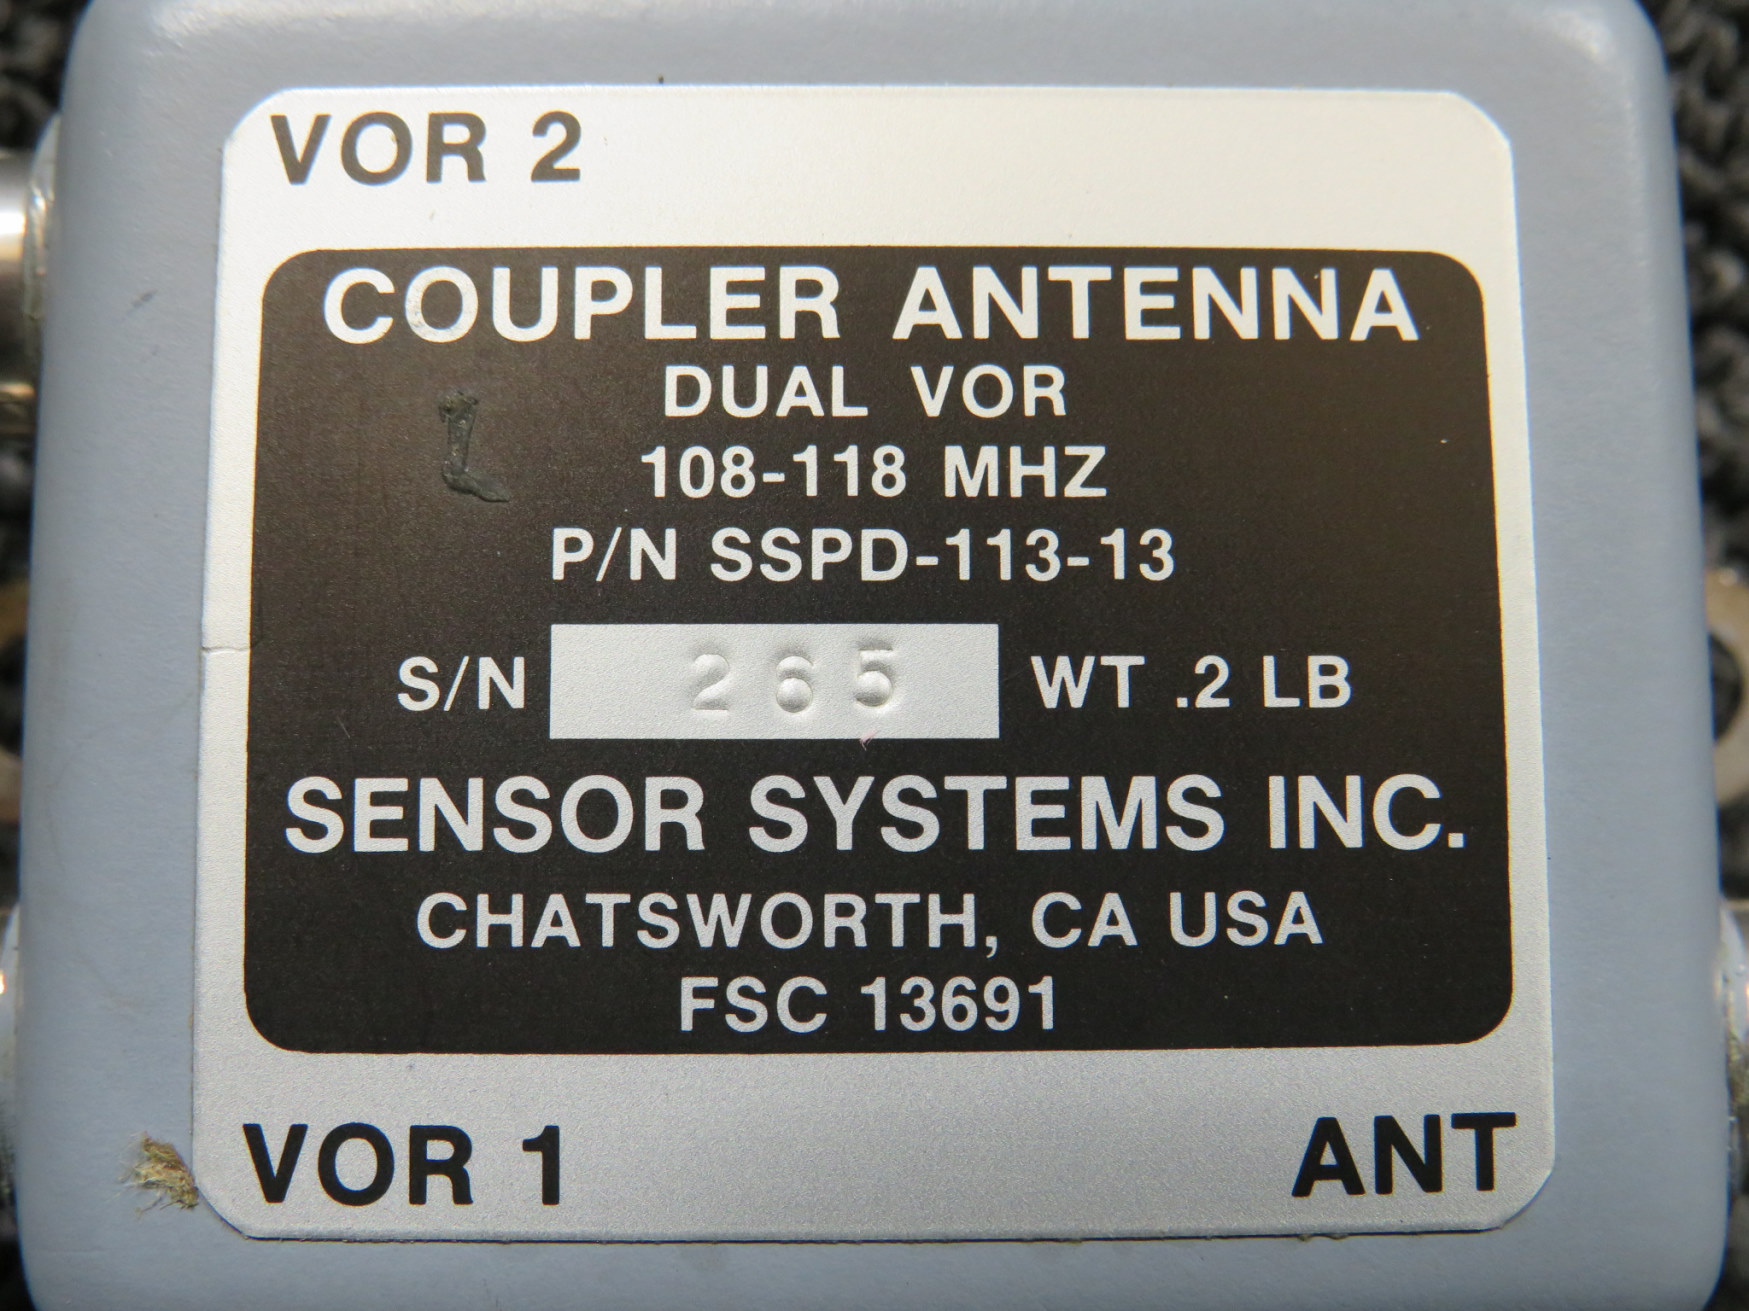 VOR 2
COUPLER ANTENNA
DUAL VOR
108-118 MHZ
P/N SSPD-113-13
S/N 265 WT .2 LB
SENSOR SYSTEMS INC.
CHATSWORTH, CA USA
FSC 13691
VOR 1 ANT